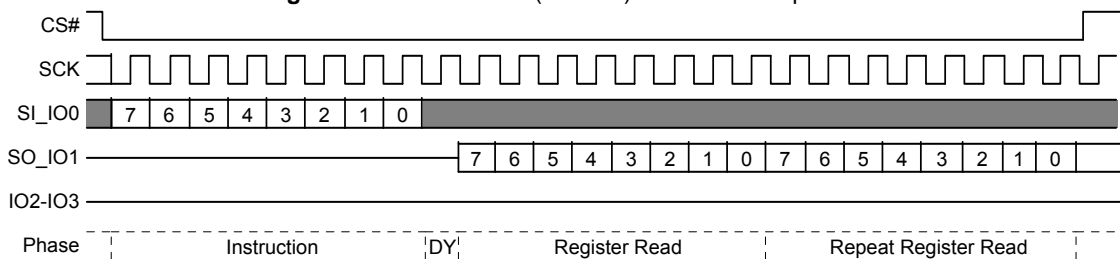 CS#
SCK
SI_IO0 7 6 5 4 3 2 1 0
SO_IO1 7 6 5 4 3 2 1 0 7 6 5 4 3 2 1 0
IO2-IO3
Phase Instruction DY Register Read Repeat Register Read